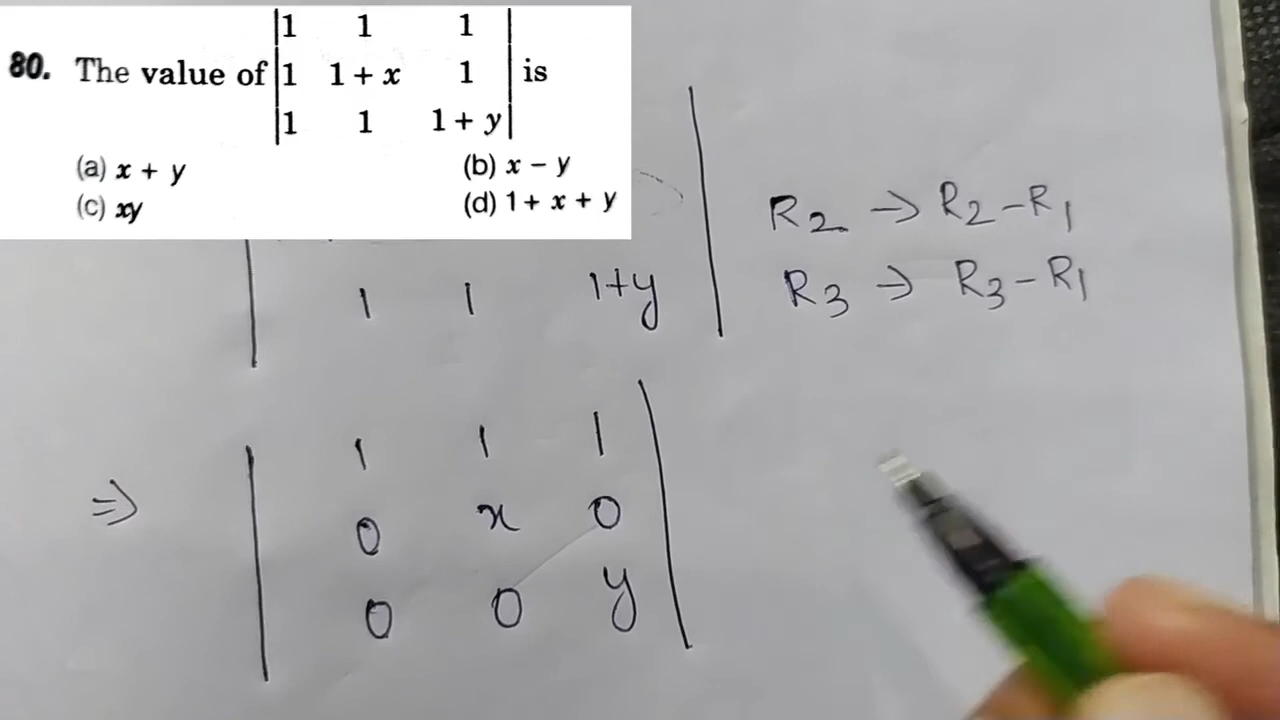 1 1 1
80. The value of 1 1 + x 1 is
1 1 1 + y
(a) x + y (b) x – y
(c) xy (d) 1 + x + y
R2 → R2 – R1
1 1 1+y R3 → R3 – R1
1 1 1
⇒ 0 x 0
0 0 y